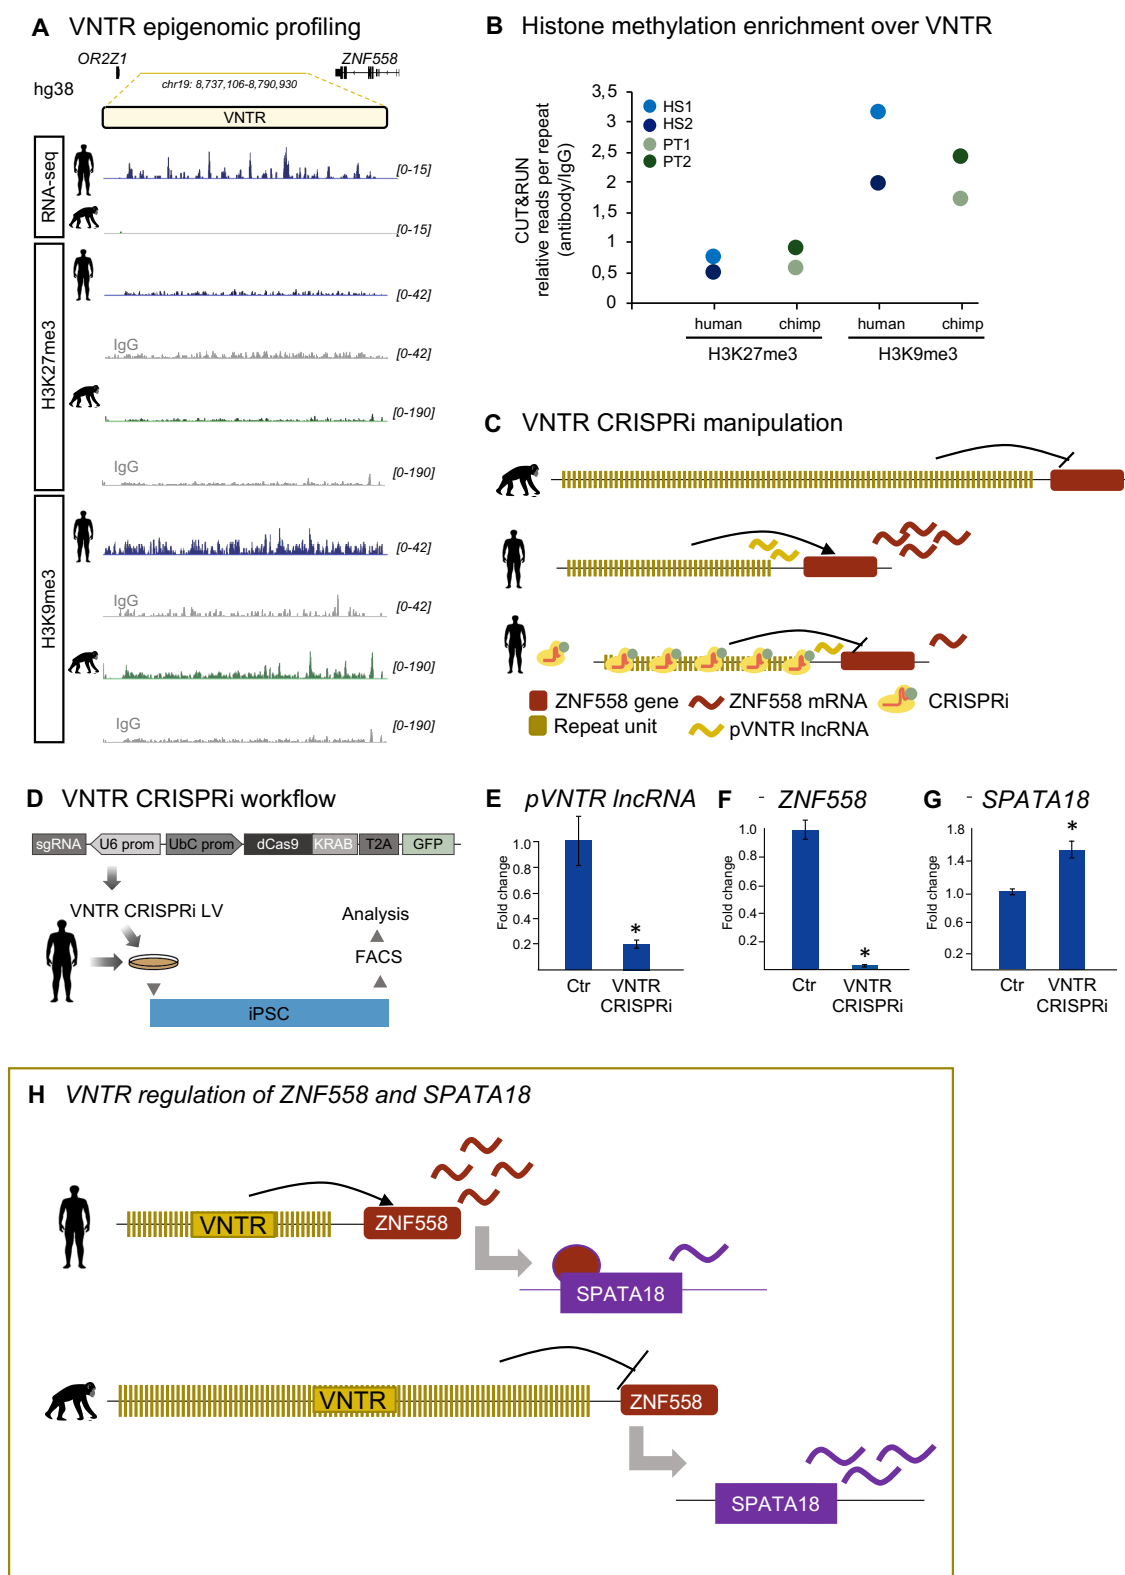 A VNTR epigenomic profiling
OR2Z1
ZNF558
hg38
chr19: 8,737,106-8,790,930
VNTR
RNA-seq
[0-15]
[0-15]
H3K27me3
[0-42]
IgG
[0-42]
[0-190]
IgG
[0-190]
H3K9me3
[0-42]
IgG
[0-42]
[0-190]
IgG
[0-190]
B Histone methylation enrichment over VNTR
CUT&RUN
relative reads per repeat
(antibody/IgG)
3,5
3
2,5
2
1,5
1
0,5
0
HS1
HS2
PT1
PT2
human chimp human chimp
H3K27me3 H3K9me3
C VNTR CRISPRi manipulation
ZNF558 gene ZNF558 mRNA CRISPRi
Repeat unit pVNTR lncRNA
D VNTR CRISPRi workflow
sgRNA U6 prom UbC prom dCas9 KRAB T2A GFP
VNTR CRISPRi LV
Analysis
FACS
iPSC
E pVNTR lncRNA
Fold change
1.0
0.8
0.6
0.4
0.2
*
Ctr VNTR
CRISPRi
F - ZNF558
Fold change
1.0
0.8
0.6
0.4
0.2
*
Ctr VNTR
CRISPRi
G - SPATA18
Fold change
1.8
1.4
1.0
0.6
0.2
*
Ctr VNTR
CRISPRi
H VNTR regulation of ZNF558 and SPATA18
VNTR ZNF558
SPATA18
VNTR ZNF558
SPATA18